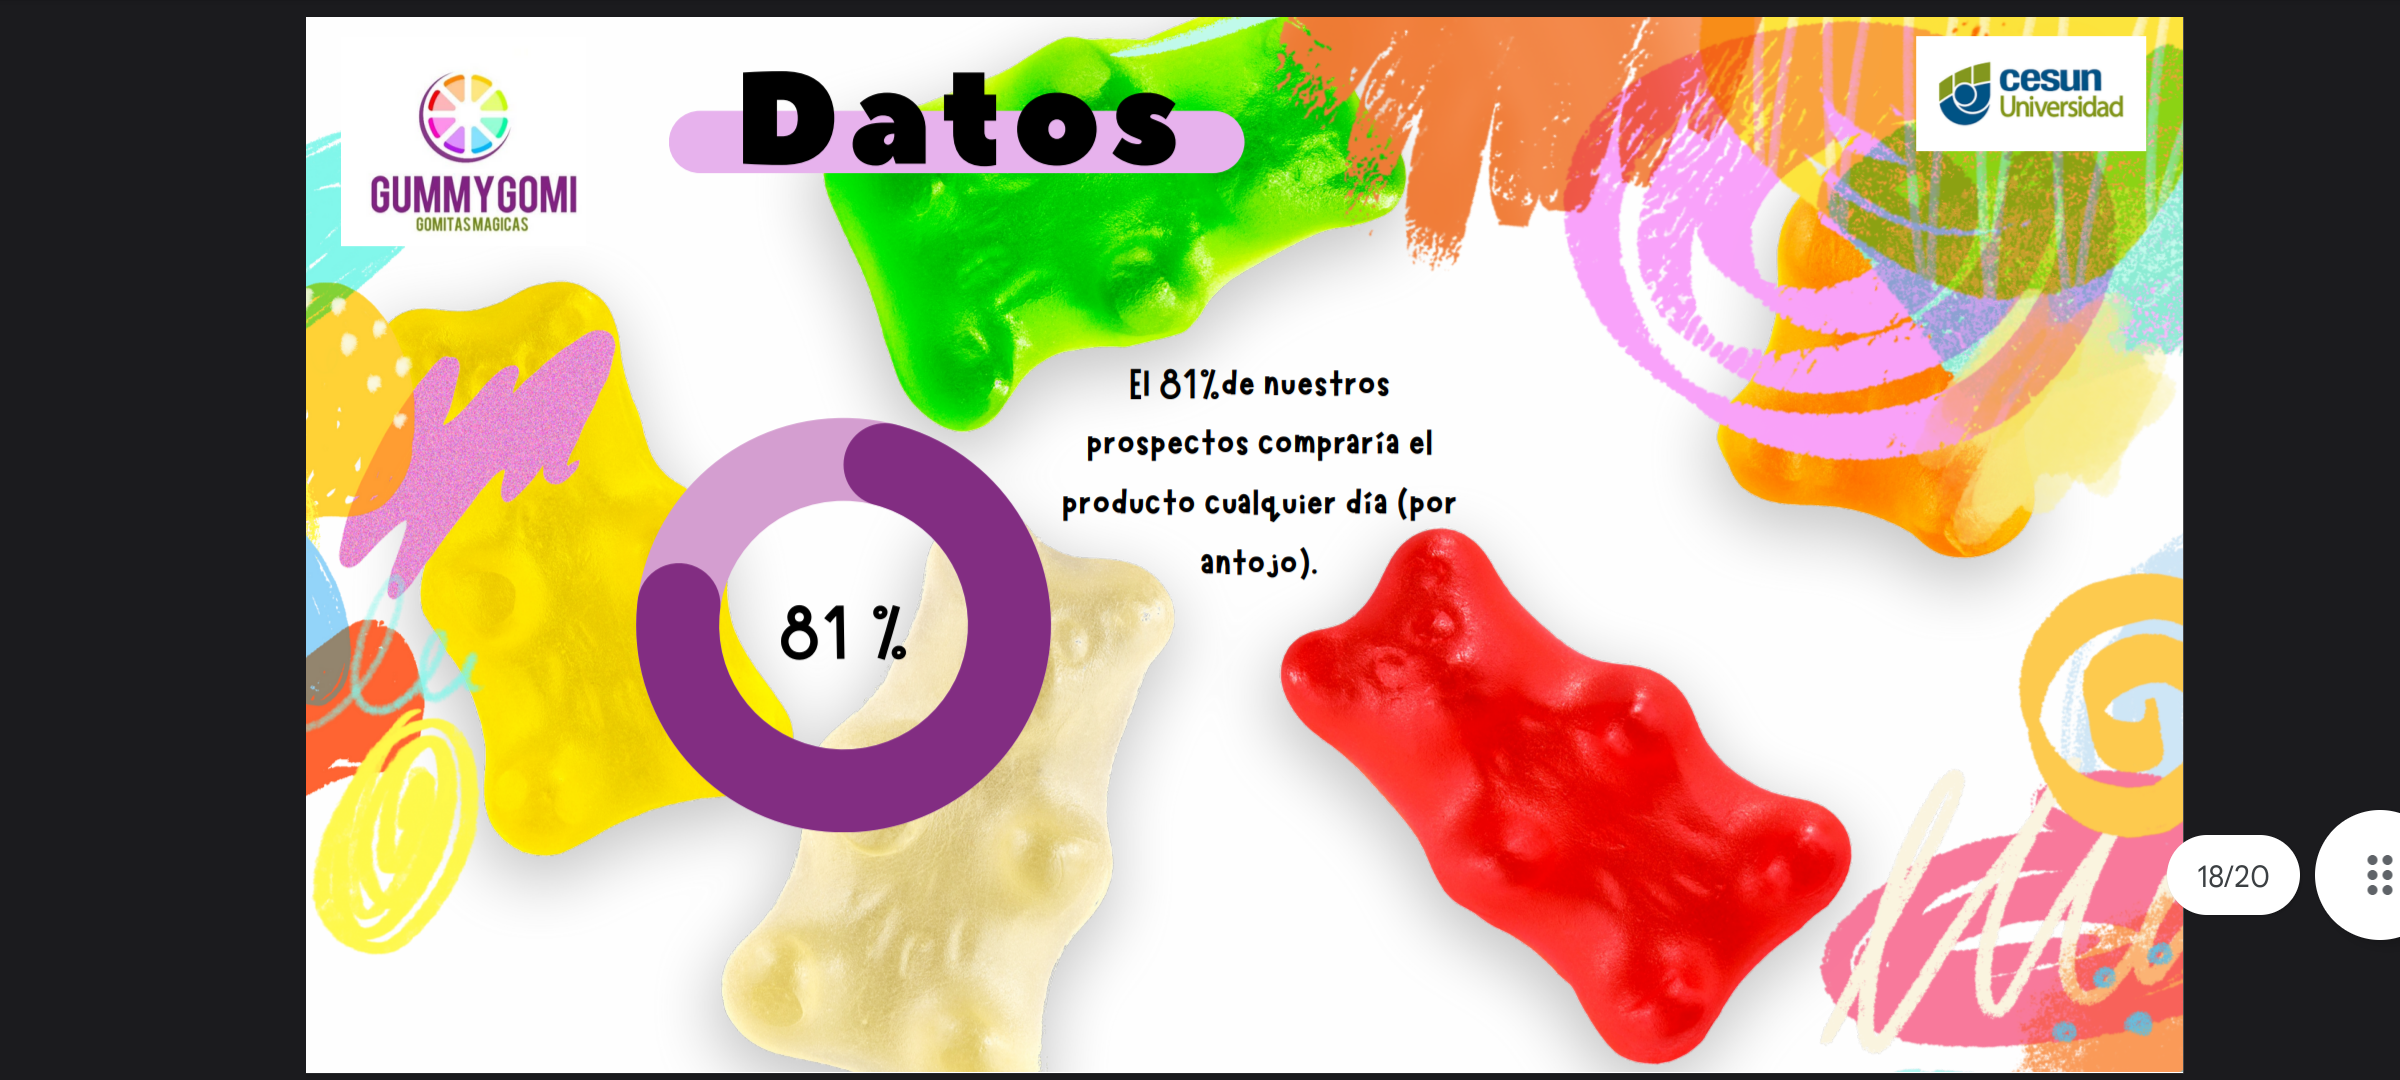 Datos
GUMMYGOMI
GOMITAS MAGICAS
cesun
Universidad
El 81%de nuestros
prospectos compraría el
producto cualquier día (por
antojo).
81 %
18/20